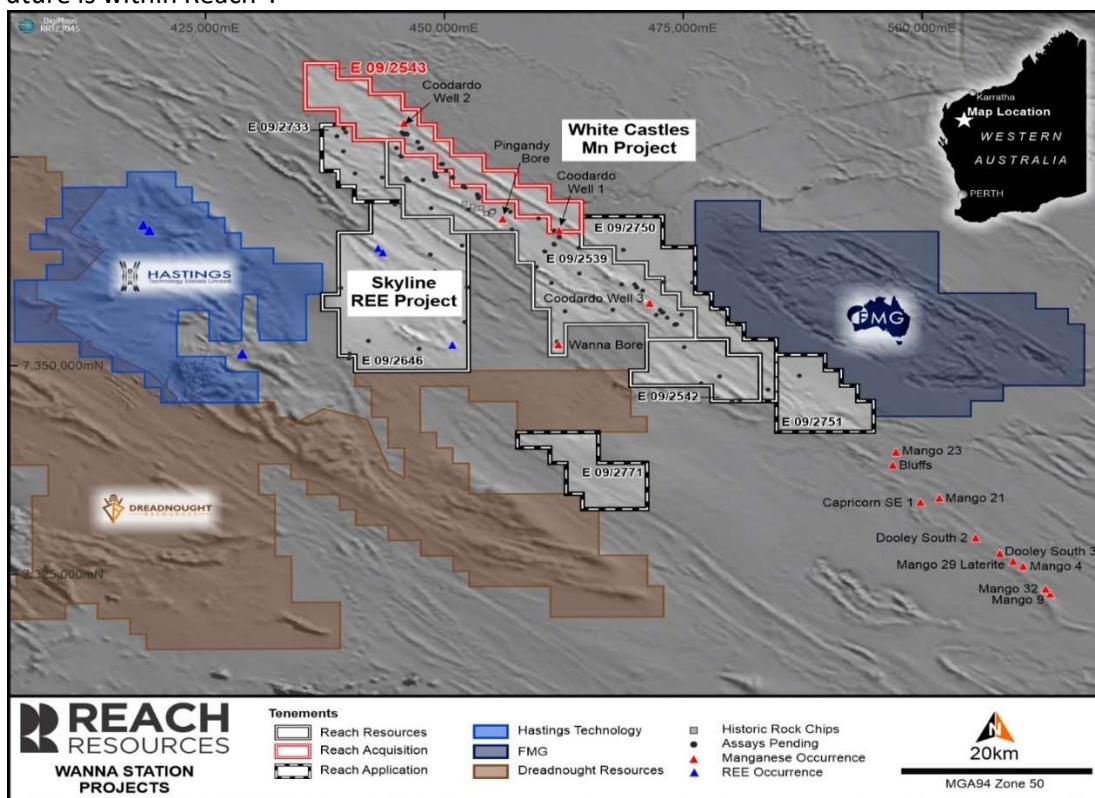 ature is within Reach".
DigiMaps
RR123045
425,000mE
450,000mE
475,000mE
500,000mE
E 09/2543
Coodardo
Well 2
Karratha
Map Location
WESTERN
AUSTRALIA
PERTH
E 09/2733
White Castles
Mn Project
Pingandy
Bore
Coodardo
Well 1
E 09/2750
HASTINGS
Technology Metals Limited
E 09/2539
Skyline
REE Project
Coodardo Well 3
FMG
Wanna Bore
7,350,000mN
E 09/2646
E 09/2542
E 09/2751
Mango 23
Bluffs
E 09/2771
DREADNOUGHT
RESOURCES
Capricorn SE 1
Mango 21
Dooley South 2
Dooley South 3
7,325,000mN
Mango 29 Laterite
Mango 4
Mango 32
Mango 9
REACH
RESOURCES
WANNA STATION
PROJECTS
Tenements
Reach Resources
Reach Acquisition
Reach Application
Hastings Technology
FMG
Dreadnought Resources
Historic Rock Chips
Assays Pending
Manganese Occurrence
REE Occurrence
N
20km
MGA94 Zone 50